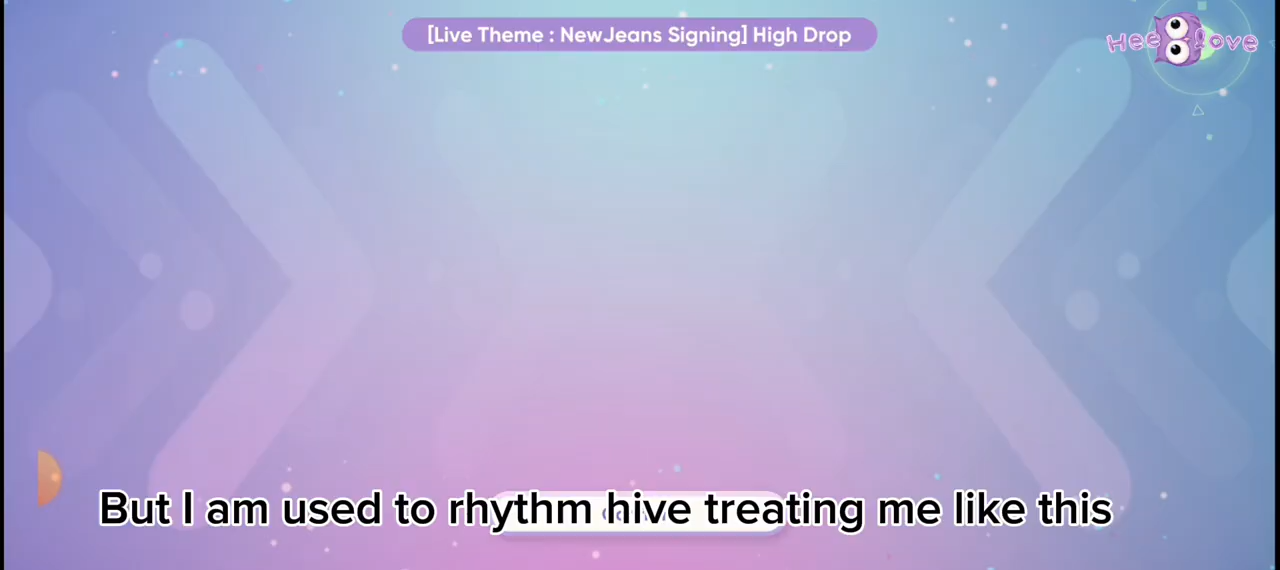 [Live Theme : NewJeans Signing] High Drop
Hee love
But I am used to rhythm hive treating me like this